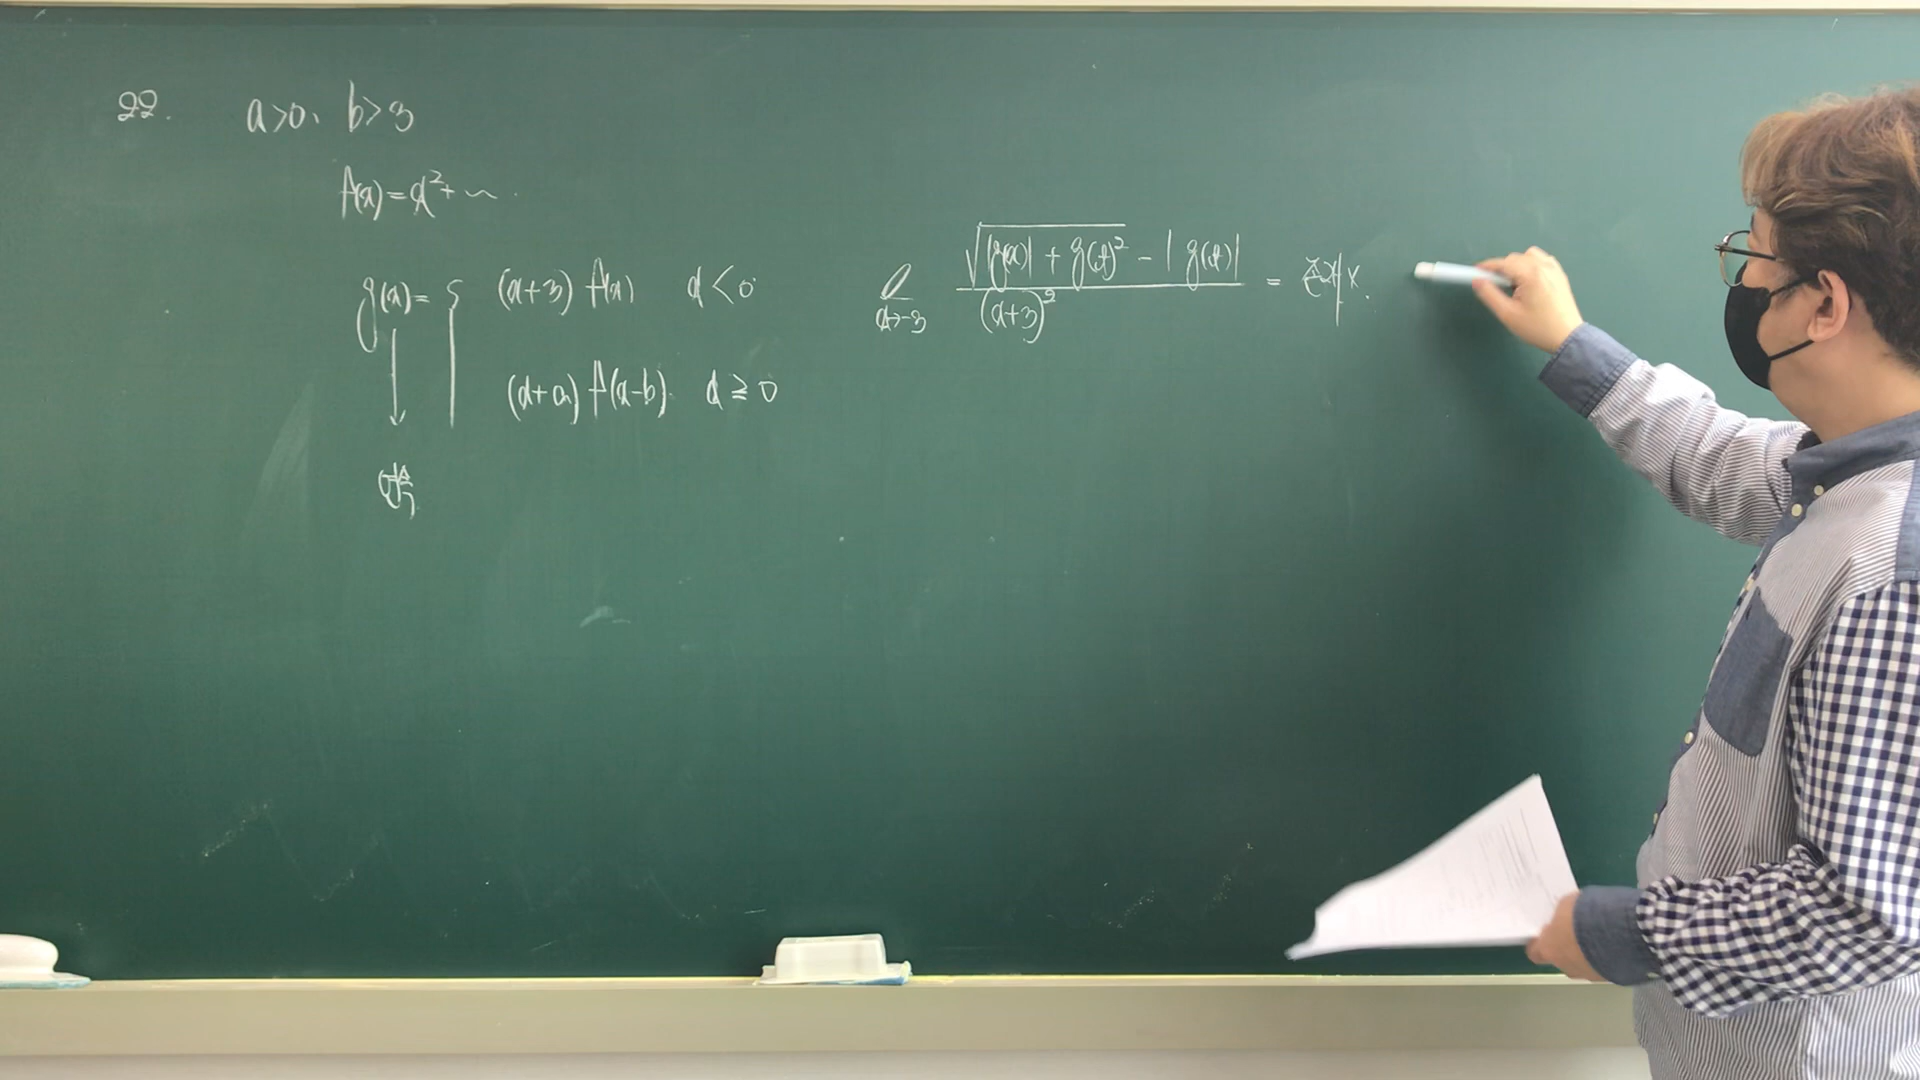 22. a>0, b>3
f(x)=x²+~.
g(x)= { (x+3) f(x) x<0
(x+a) f(x-b). x≥0
↓
연속
lim x→-3 √(|g(x)| + g(x)²) - |g(x)| / (x+3)² = 존재 X.